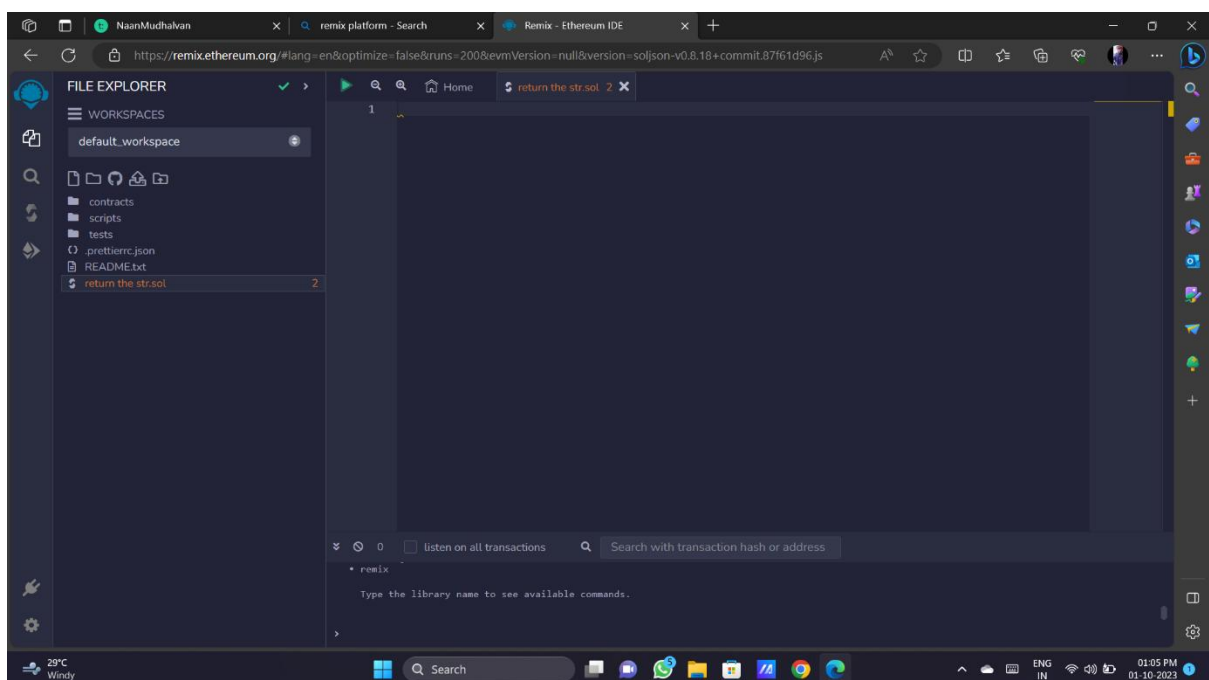 NaanMudhalvan
remix platform - Search
Remix - Ethereum IDE
https://remix.ethereum.org/#lang=en&optimize=false&runs=200&evmVersion=null&version=soljson-v0.8.18+commit.87f61d96.js
FILE EXPLORER
Home
return the str.sol 2
WORKSPACES
1
default_workspace
contracts
scripts
tests
.prettierrc.json
README.txt
return the str.sol 2
0 listen on all transactions Search with transaction hash or address
• remix
Type the library name to see available commands.
>
29°C
Windy
Search
ENG
IN
01:05 PM
01-10-2023
1